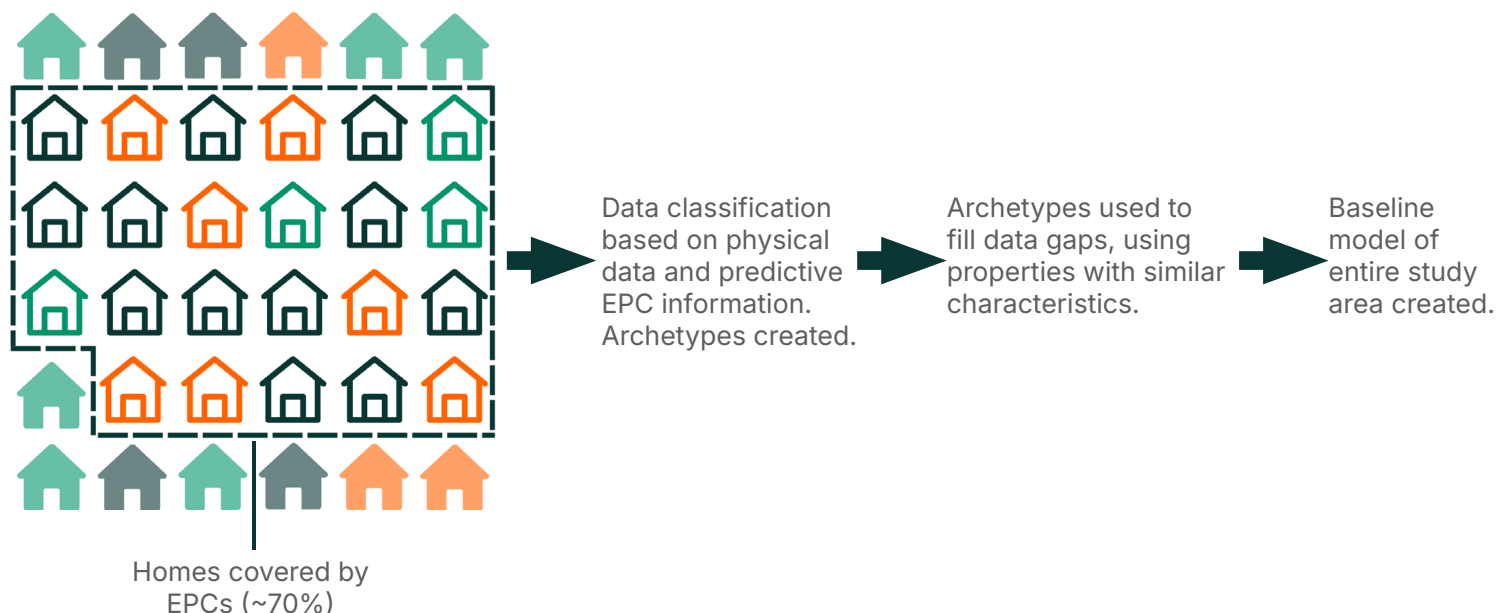 Data classification
based on physical
data and predictive
EPC information.
Archetypes created.
Archetypes used to
fill data gaps, using
properties with similar
characteristics.
Baseline
model of
entire study
area created.
Homes covered by
EPCs (~70%)